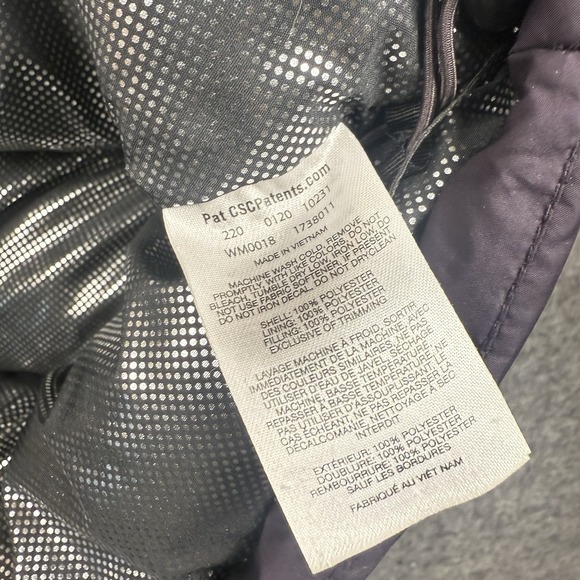 Pat CSCPatents.com
220 0120 10231
WM0018 1738011
MADE IN VIETNAM
MACHINE WASH COLD, REMOVE
PROMPTLY, WITH LIKE COLORS, DO NOT
BLEACH, TUMBLE DRY LOW, IRON LOW, DO
NOT USE FABRIC SOFTENER, IF PRESENT,
DO NOT IRON DECAL. DO NOT DRYCLEAN.
SHELL: 100% POLYESTER
LINING: 100% POLYESTER
FILLING: 100% POLYESTER
EXCLUSIVE OF TRIMMING
LAVAGE MACHINE À FROID, SORTIR
IMMÉDIATEMENT DE LA MACHINE AVEC
DES COULEURS SIMILAIRES, NE PAS
UTILISER D'EAU DE JAVEL, SÉCHAGE
MACHINE, BASSE TEMPÉRATURE,
REPASSER À BASSE TEMPÉRATURE, NE
PAS UTILISER D'ASSOUPLISSANT LE
CAS ÉCHÉANT, NE PAS REPASSER LA
DÉCALCOMANIE. NETTOYAGE À SEC
INTERDIT.
EXTÉRIEUR: 100% POLYESTER
DOUBLURE: 100% POLYESTER
REMBOURRURE: 100% POLYESTER
SAUF LES BORDURES
FABRIQUÉ AU VIÊT NAM